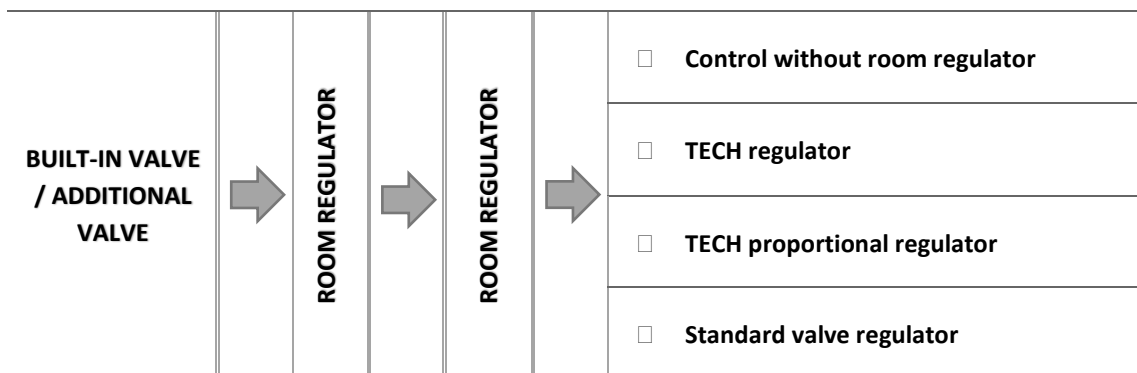 BUILT-IN VALVE
/ ADDITIONAL
VALVE
ROOM REGULATOR
ROOM REGULATOR
Control without room regulator
TECH regulator
TECH proportional regulator
Standard valve regulator